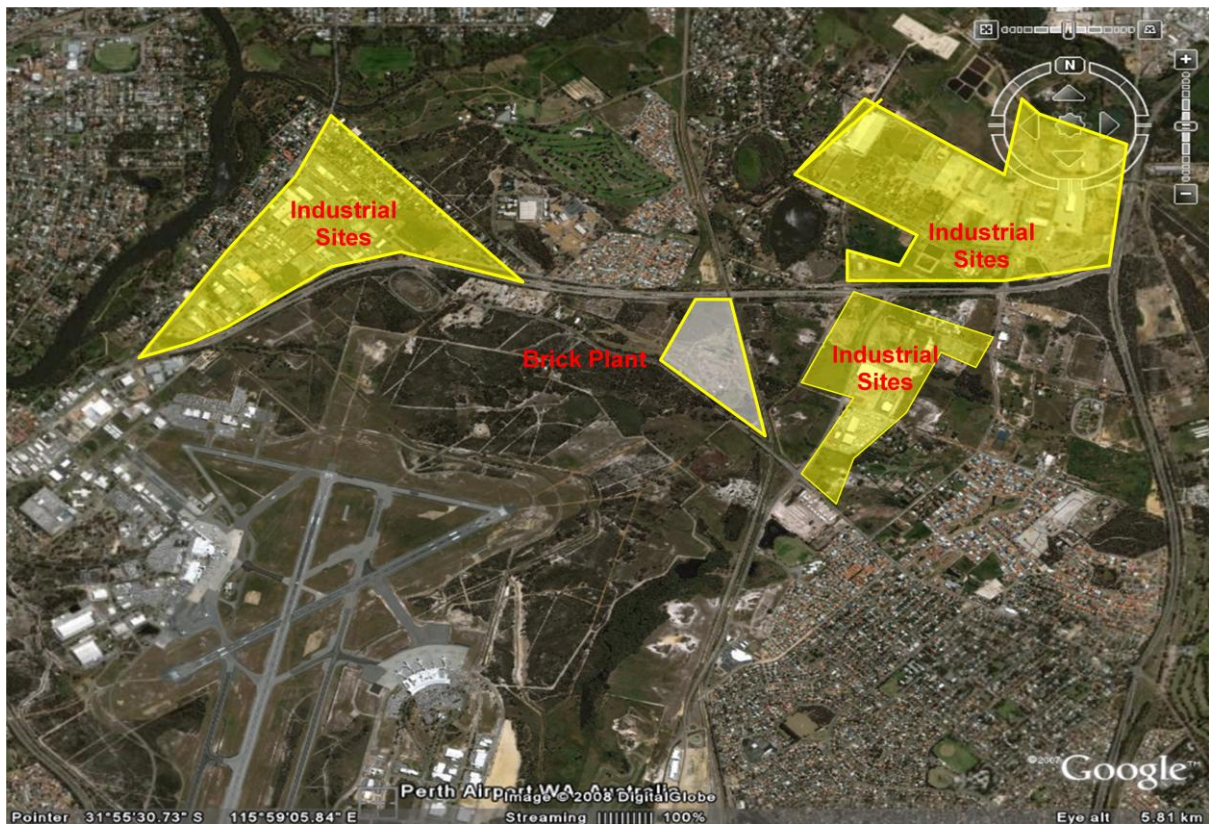 N
Industrial
Sites
Industrial
Sites
Brick Plant
Industrial
Sites
©2007 Google™
Perth Airport WA, Australia
Image © 2008 DigitalGlobe
Pointer 31°55'30.73" S 115°59'05.84" E Streaming 100% Eye alt 5.81 km